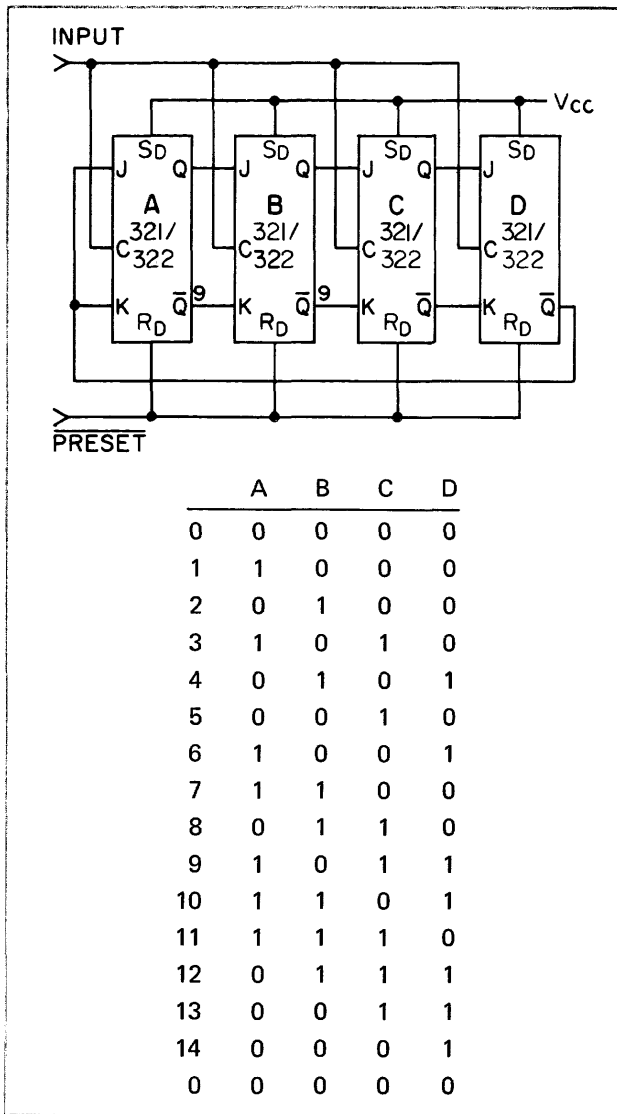 INPUT
VCC
SD SD SD SD
J Q J Q J Q J
A B C D
C 321/ C 321/ C 321/ C 321/
322 322 322 322
K Q̅ 9 K Q̅ 9 K Q̅ K Q̅
RD RD RD RD
P̅R̅E̅S̅E̅T̅
A B C D
0 0 0 0 0
1 1 0 0 0
2 0 1 0 0
3 1 0 1 0
4 0 1 0 1
5 0 0 1 0
6 1 0 0 1
7 1 1 0 0
8 0 1 1 0
9 1 0 1 1
10 1 1 0 1
11 1 1 1 0
12 0 1 1 1
13 0 0 1 1
14 0 0 0 1
0 0 0 0 0